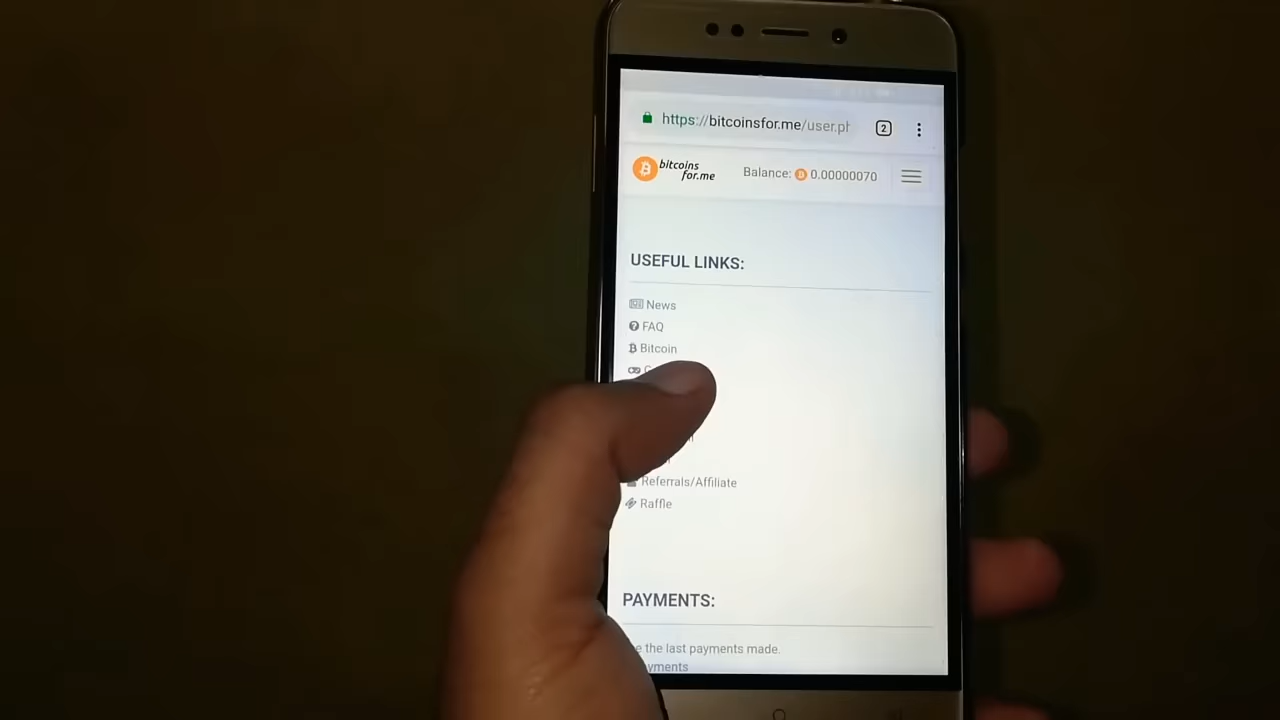 https://bitcoinsfor.me/user.ph
2
bitcoins
for.me
Balance: 0.00000070
USEFUL LINKS:
News
FAQ
Bitcoin
Referrals/Affiliate
Raffle
PAYMENTS:
the last payments made.